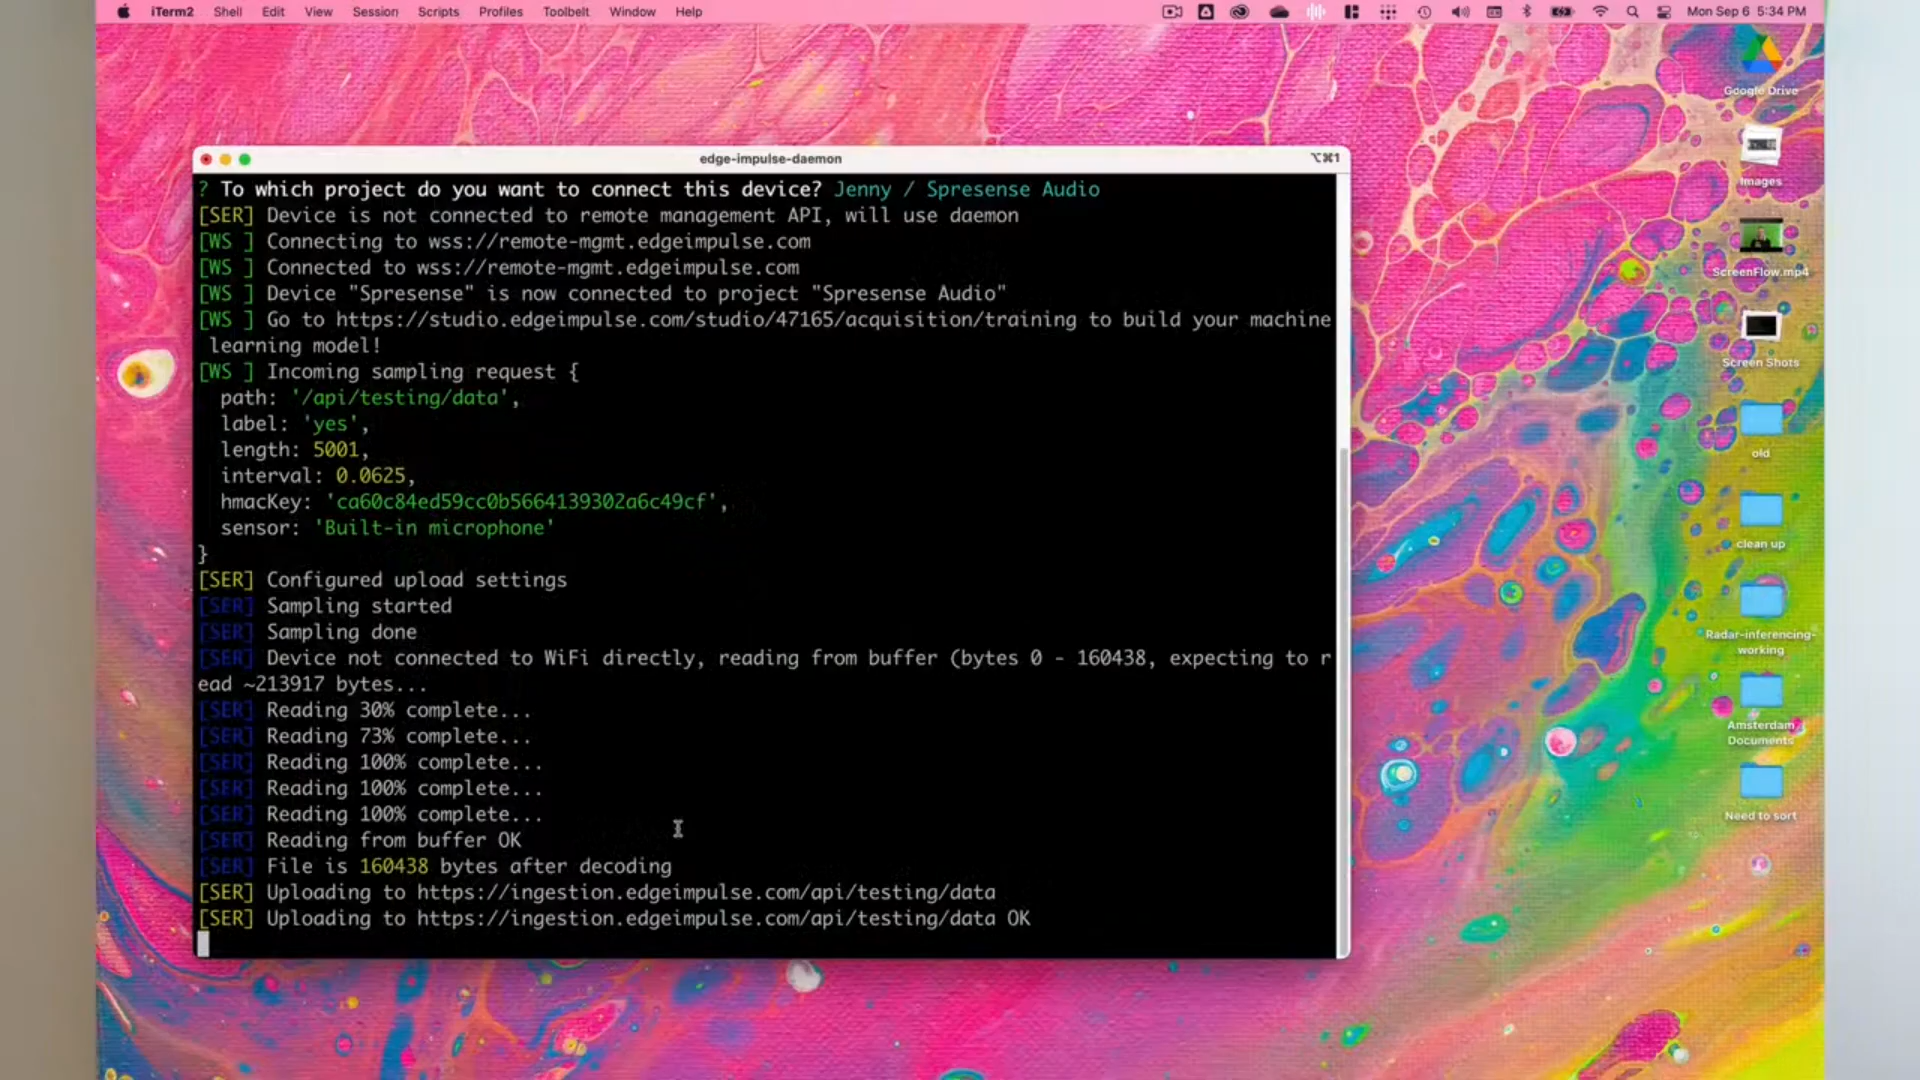 iTerm2 Shell Edit View Session Scripts Profiles Toolbelt Window Help Mon Sep 6 5:34 PM
Google Drive
Images
ScreenFlow.mp4
Screen Shots
old
clean up
Radar-inferencing-
working
Amsterdam
Documents
Need to sort
edge-impulse-daemon ⌥⌘1
? To which project do you want to connect this device? Jenny / Spresense Audio
[SER] Device is not connected to remote management API, will use daemon
[WS ] Connecting to wss://remote-mgmt.edgeimpulse.com
[WS ] Connected to wss://remote-mgmt.edgeimpulse.com
[WS ] Device "Spresense" is now connected to project "Spresense Audio"
[WS ] Go to https://studio.edgeimpulse.com/studio/47165/acquisition/training to build your machine
learning model!
[WS ] Incoming sampling request {
path: '/api/testing/data',
label: 'yes',
length: 5001,
interval: 0.0625,
hmacKey: 'ca60c84ed59cc0b5664139302a6c49cf',
sensor: 'Built-in microphone'
}
[SER] Configured upload settings
[SER] Sampling started
[SER] Sampling done
[SER] Device not connected to WiFi directly, reading from buffer (bytes 0 - 160438, expecting to r
ead ~213917 bytes...
[SER] Reading 30% complete...
[SER] Reading 73% complete...
[SER] Reading 100% complete...
[SER] Reading 100% complete...
[SER] Reading 100% complete...
[SER] Reading from buffer OK
[SER] File is 160438 bytes after decoding
[SER] Uploading to https://ingestion.edgeimpulse.com/api/testing/data
[SER] Uploading to https://ingestion.edgeimpulse.com/api/testing/data OK